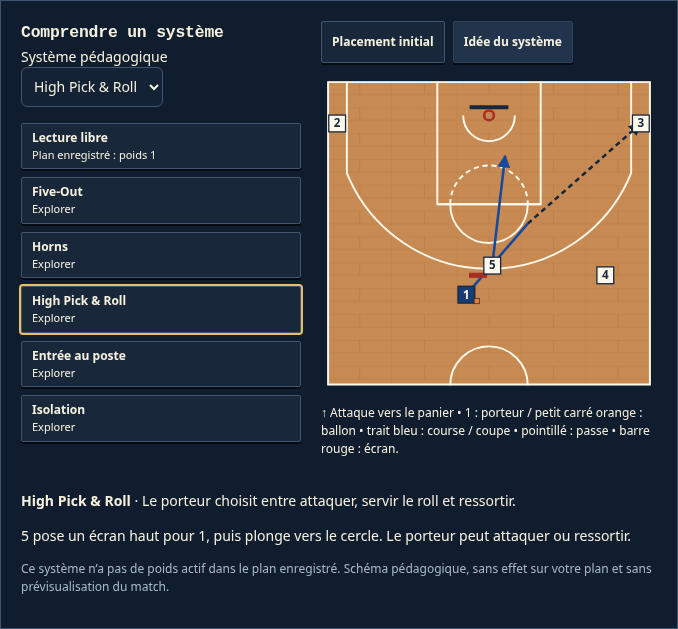 Comprendre un système
Système pédagogique
High Pick & Roll
Lecture libre
Plan enregistré : poids 1
Five-Out
Explorer
Horns
Explorer
High Pick & Roll
Explorer
Entrée au poste
Explorer
Isolation
Explorer
Placement initial
Idée du système
2
3
5
4
1
↑ Attaque vers le panier • 1 : porteur / petit carré orange :
ballon • trait bleu : course / coupe • pointillé : passe • barre
rouge : écran.
High Pick & Roll · Le porteur choisit entre attaquer, servir le roll et ressortir.
5 pose un écran haut pour 1, puis plonge vers le cercle. Le porteur peut attaquer ou ressortir.
Ce système n’a pas de poids actif dans le plan enregistré. Schéma pédagogique, sans effet sur votre plan et sans
prévisualisation du match.